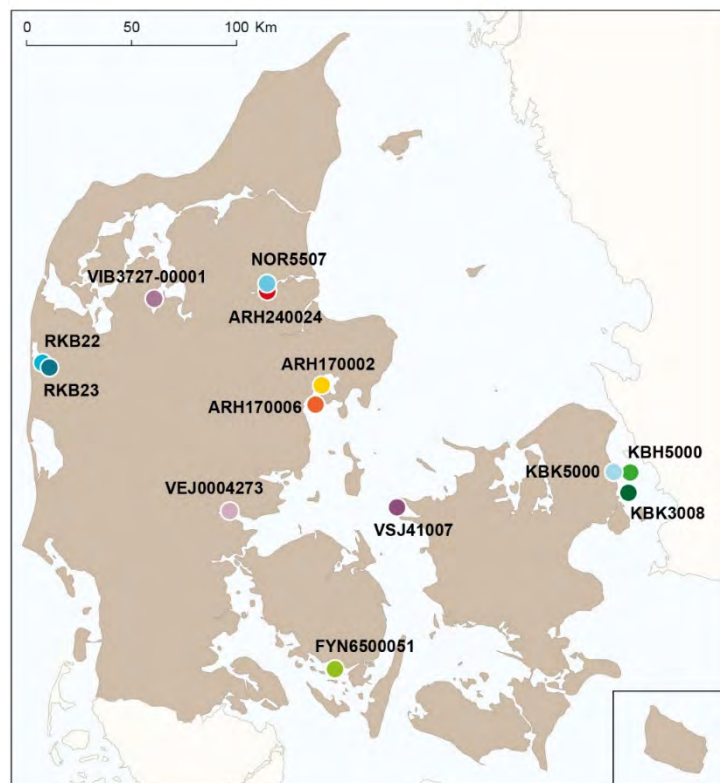 0 50 100 Km
NOR5507
VIB3727-00001
ARH240024
RKB22
ARH170002
RKB23
ARH170006
KBH5000
KBK5000
VEJ0004273
KBK3008
VSJ41007
FYN6500051